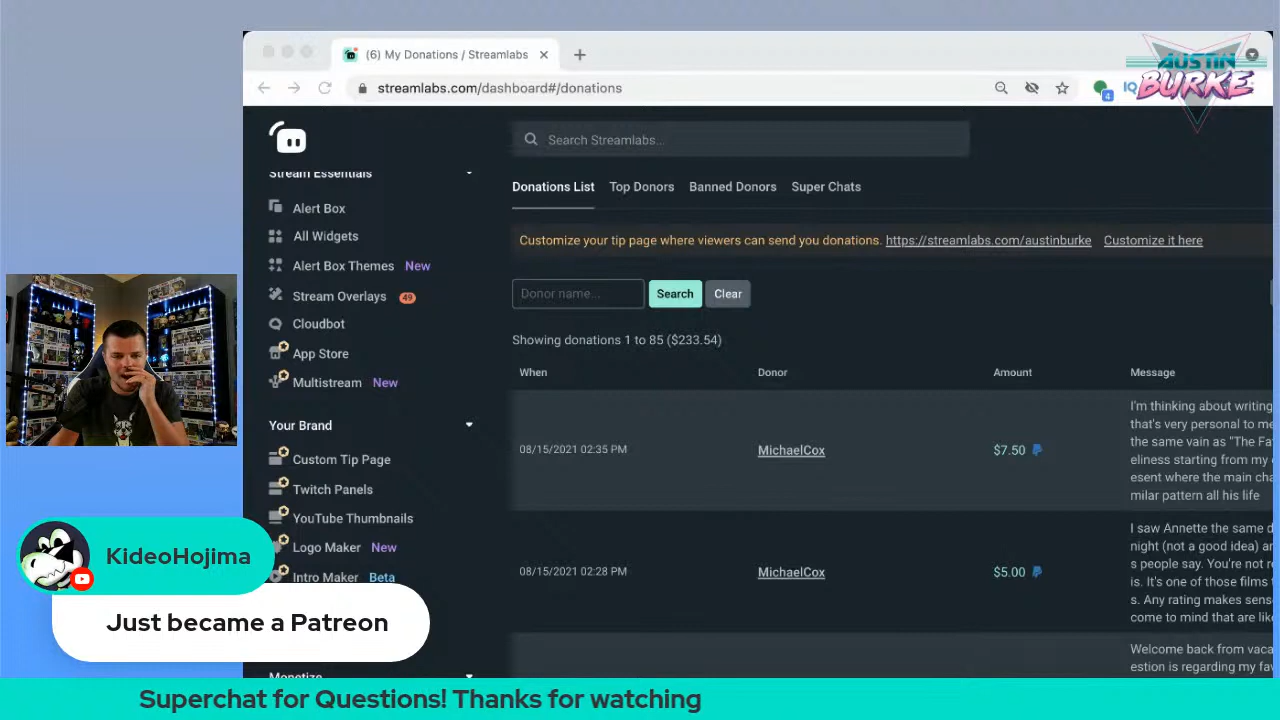 (6) My Donations / Streamlabs
AUSTIN
BURKE
streamlabs.com/dashboard#/donations
4
IQ
Search Streamlabs...
Stream Essentials
Alert Box
All Widgets
Alert Box Themes New
Stream Overlays 49
Cloudbot
App Store
Multistream New
Your Brand
Custom Tip Page
Twitch Panels
YouTube Thumbnails
Logo Maker New
Intro Maker Beta
Monetize
Donations List Top Donors Banned Donors Super Chats
Customize your tip page where viewers can send you donations. https://streamlabs.com/austinburke Customize it here
Donor name... Search Clear
Showing donations 1 to 85 ($233.54)
When Donor Amount Message
08/15/2021 02:35 PM MichaelCox $7.50
I'm thinking about writing
that's very personal to me
the same vain as "The Fat
eliness starting from my
esent where the main cha
milar pattern all his life
08/15/2021 02:28 PM MichaelCox $5.00
I saw Annette the same d
night (not a good idea) an
s people say. You're not r
is. It's one of those films
s. Any rating makes sens
come to mind that are lik
Welcome back from vaca
estion is regarding my fav
KideoHojima
Just became a Patreon
Superchat for Questions! Thanks for watching